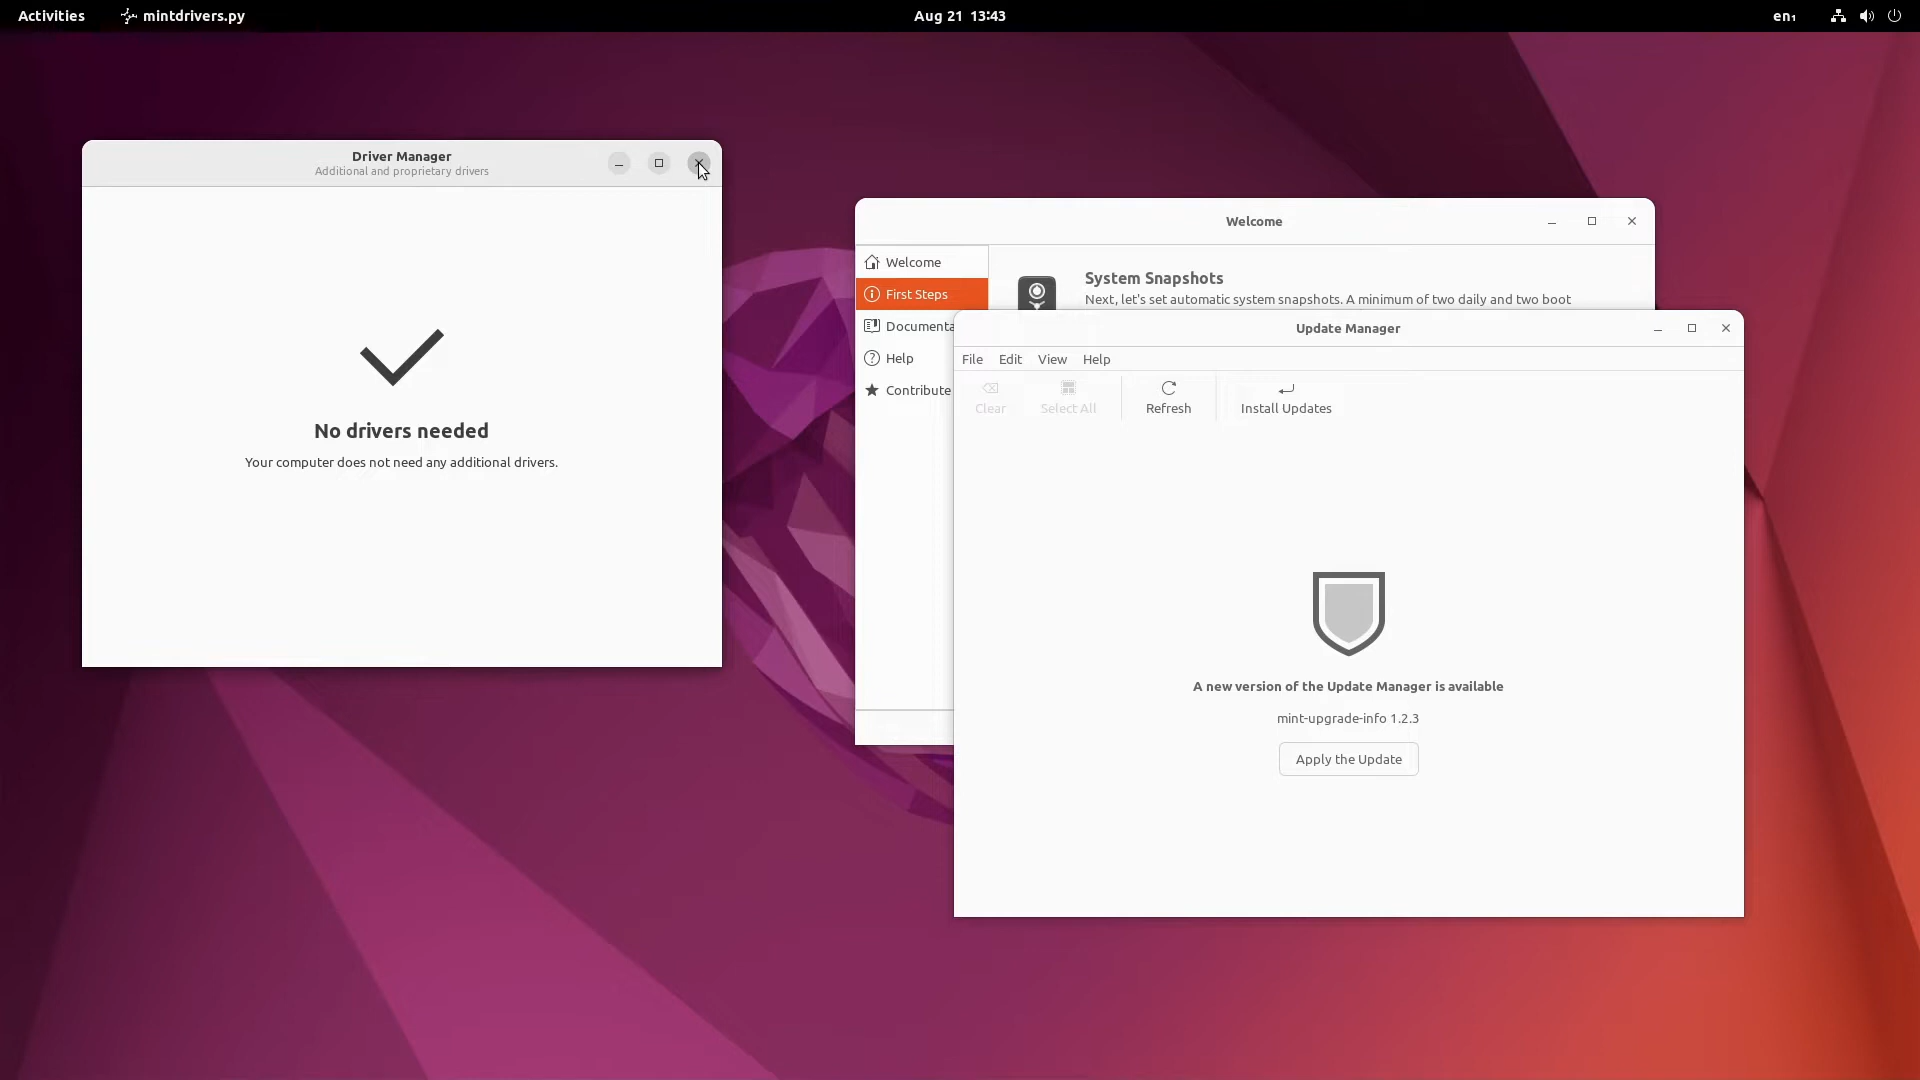 Activities
mintdrivers.py
Aug 21 13:43
en₁
Driver Manager
Additional and proprietary drivers
No drivers needed
Your computer does not need any additional drivers.
Welcome
Welcome
First Steps
Documenta
Help
Contribute
System Snapshots
Next, let's set automatic system snapshots. A minimum of two daily and two boot
Update Manager
File Edit View Help
Clear Select All Refresh Install Updates
A new version of the Update Manager is available
mint-upgrade-info 1.2.3
Apply the Update